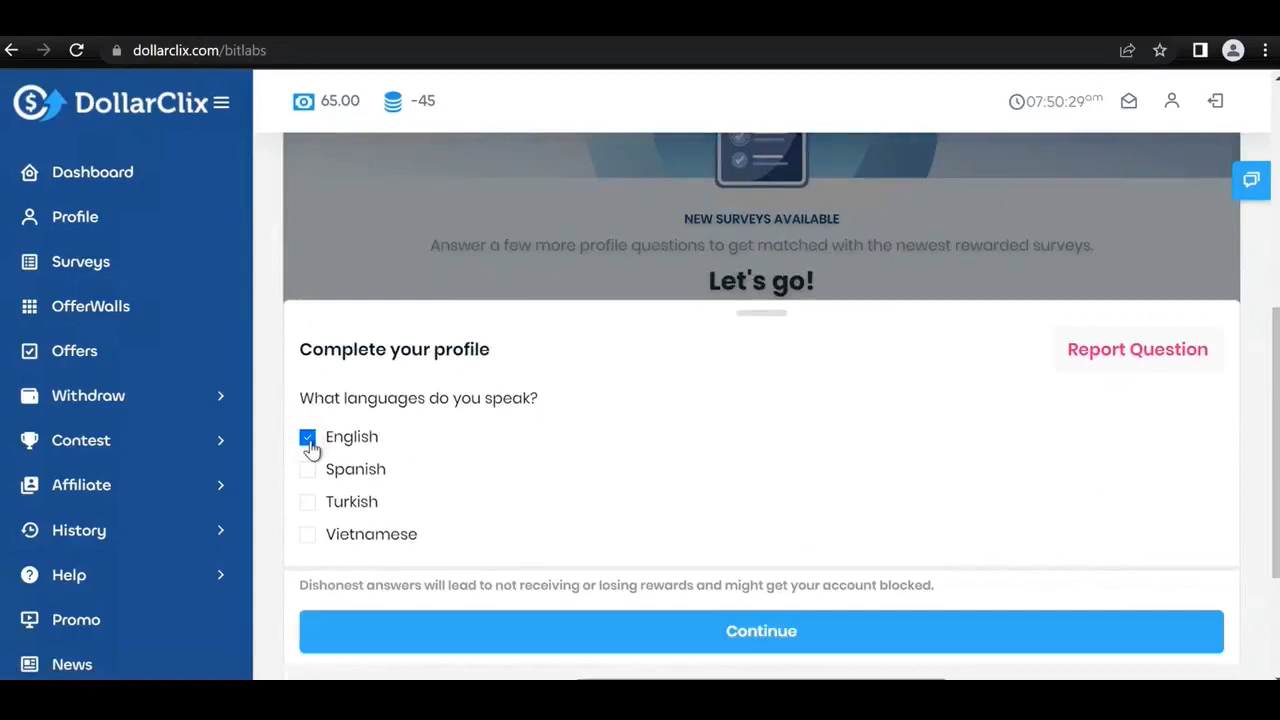 dollarclix.com/bitlabs
DollarClix
65.00
-45
07:50:29am
Dashboard
Profile
Surveys
OfferWalls
Offers
Withdraw
Contest
Affiliate
History
Help
Promo
News
NEW SURVEYS AVAILABLE
Answer a few more profile questions to get matched with the newest rewarded surveys.
Let's go!
Complete your profile
Report Question
What languages do you speak?
English
Spanish
Turkish
Vietnamese
Dishonest answers will lead to not receiving or losing rewards and might get your account blocked.
Continue